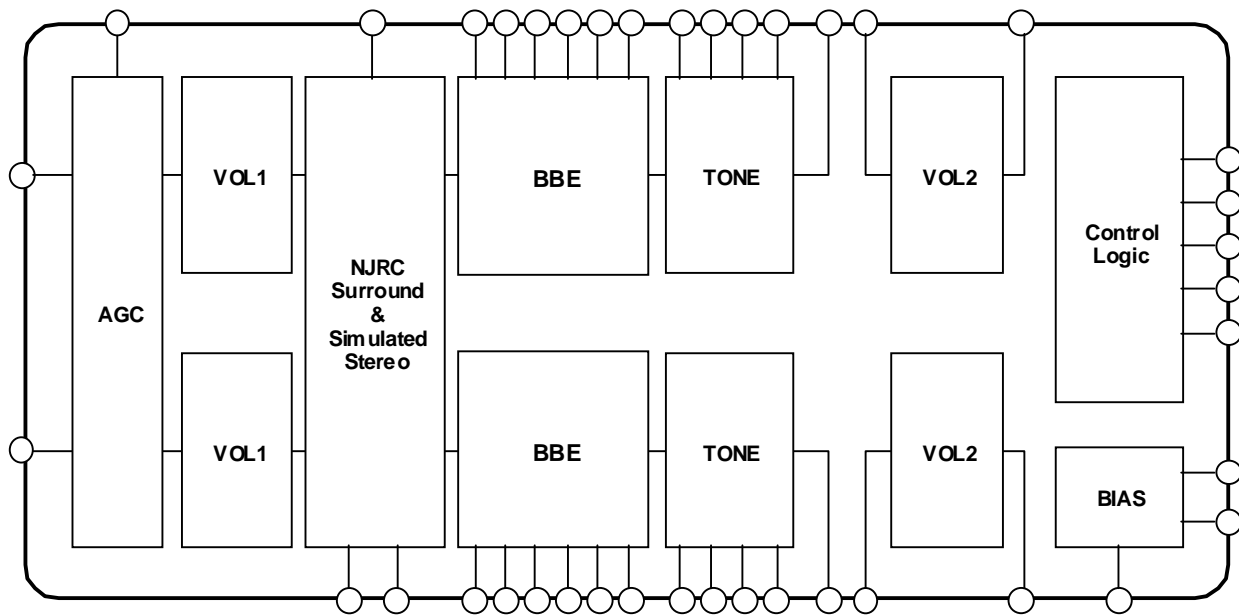 AGC
VOL1
VOL1
NJRC
Surround
&
Simulated
Stereo
BBE
BBE
TONE
TONE
VOL2
VOL2
Control
Logic
BIAS